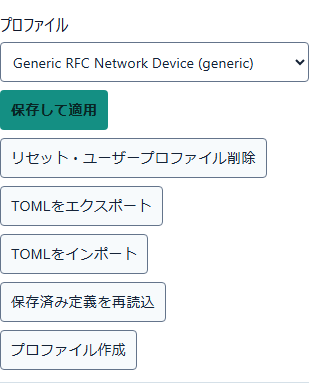 プロファイル
Generic RFC Network Device (generic)
保存して適用
リセット・ユーザープロファイル削除
TOMLをエクスポート
TOMLをインポート
保存済み定義を再読込
プロファイル作成